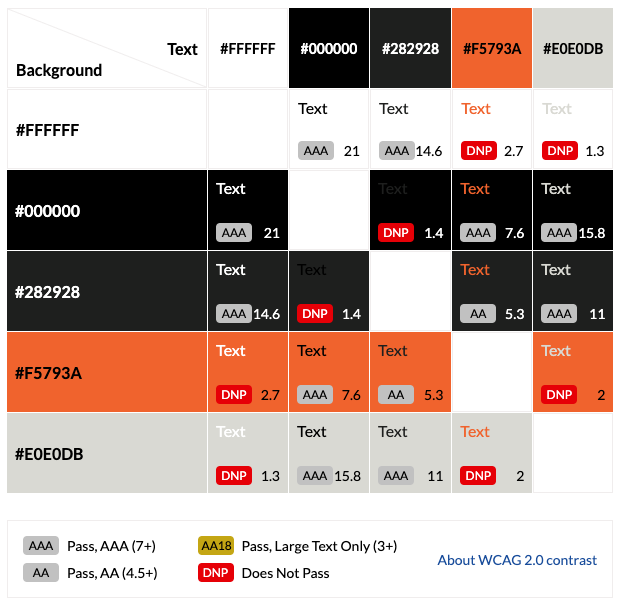 Text #FFFFFF #000000 #282928 #F5793A #E0E0DB
Background
#FFFFFF
Text Text Text Text
AAA 21 AAA 14.6 DNP 2.7 DNP 1.3
#000000
Text Text Text Text
AAA 21 DNP 1.4 AAA 7.6 AAA 15.8
#282928
Text Text Text Text
AAA 14.6 DNP 1.4 AA 5.3 AAA 11
#F5793A
Text Text Text Text
DNP 2.7 AAA 7.6 AA 5.3 DNP 2
#E0E0DB
Text Text Text Text
DNP 1.3 AAA 15.8 AAA 11 DNP 2
AAA Pass, AAA (7+) AA18 Pass, Large Text Only (3+)
About WCAG 2.0 contrast
AA Pass, AA (4.5+) DNP Does Not Pass